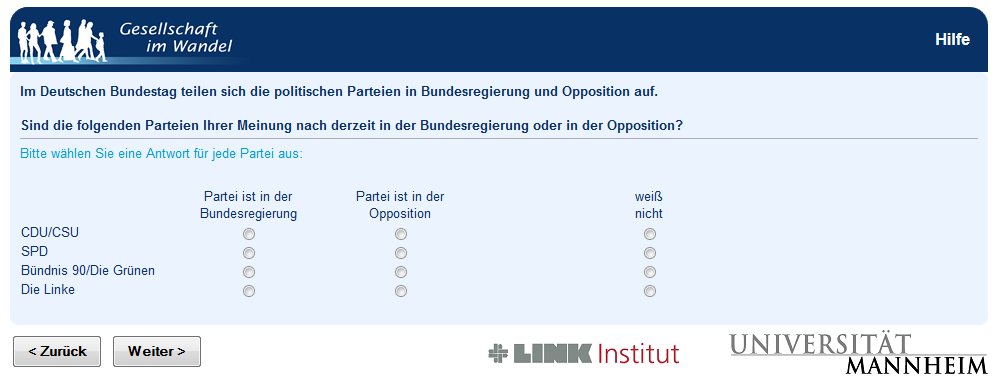 Gesellschaft
im Wandel
Hilfe
Im Deutschen Bundestag teilen sich die politischen Parteien in Bundesregierung und Opposition auf.
Sind die folgenden Parteien Ihrer Meinung nach derzeit in der Bundesregierung oder in der Opposition?
Bitte wählen Sie eine Antwort für jede Partei aus:
Partei ist in der Partei ist in der weiß
Bundesregierung Opposition nicht
CDU/CSU
SPD
Bündnis 90/Die Grünen
Die Linke
< Zurück Weiter >
LINK Institut
UNIVERSITÄT
MANNHEIM